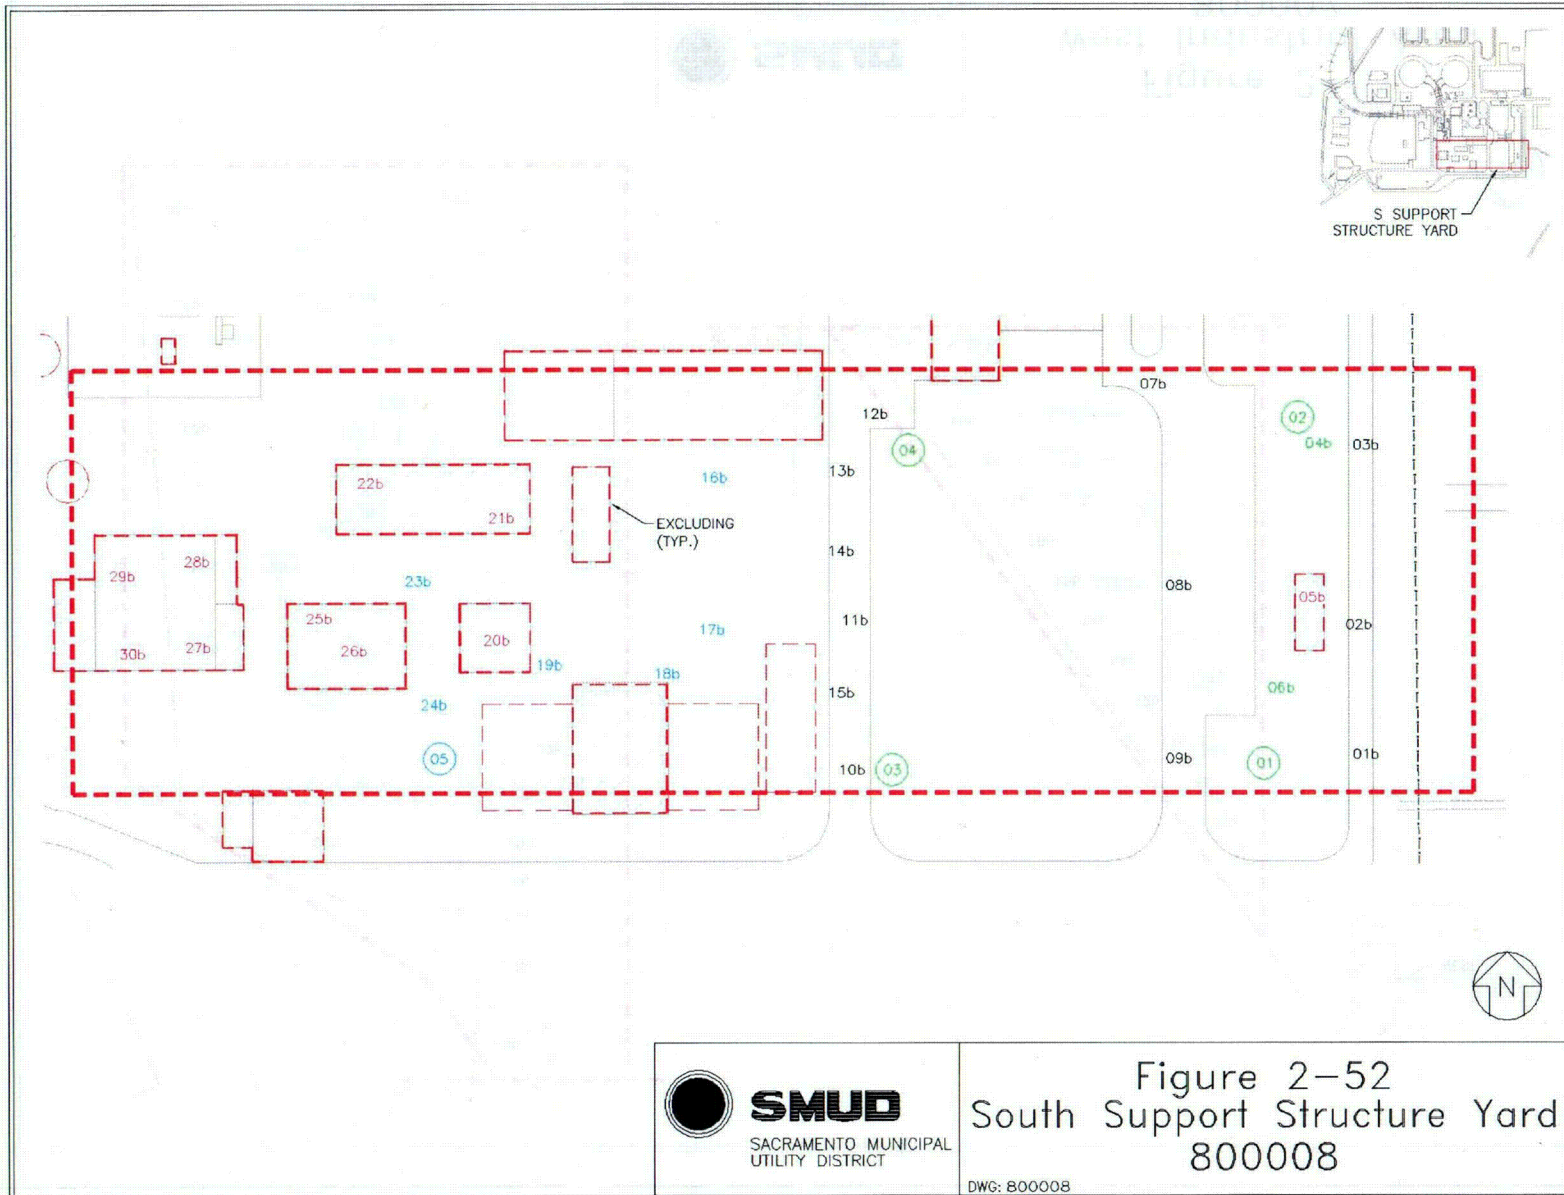 S SUPPORT
STRUCTURE YARD
07b
12b
02
04b
03b
04
13b
16b
22b
21b
EXCLUDING
(TYP.)
14b
28b
29b
23b
08b
05b
25b
11b
02b
17b
20b
26b
27b
30b
19b
18b
06b
15b
24b
05
10b
03
09b
01
01b
N
SMUD
SACRAMENTO MUNICIPAL
UTILITY DISTRICT
Figure 2-52
South Support Structure Yard
800008
DWG: 800008